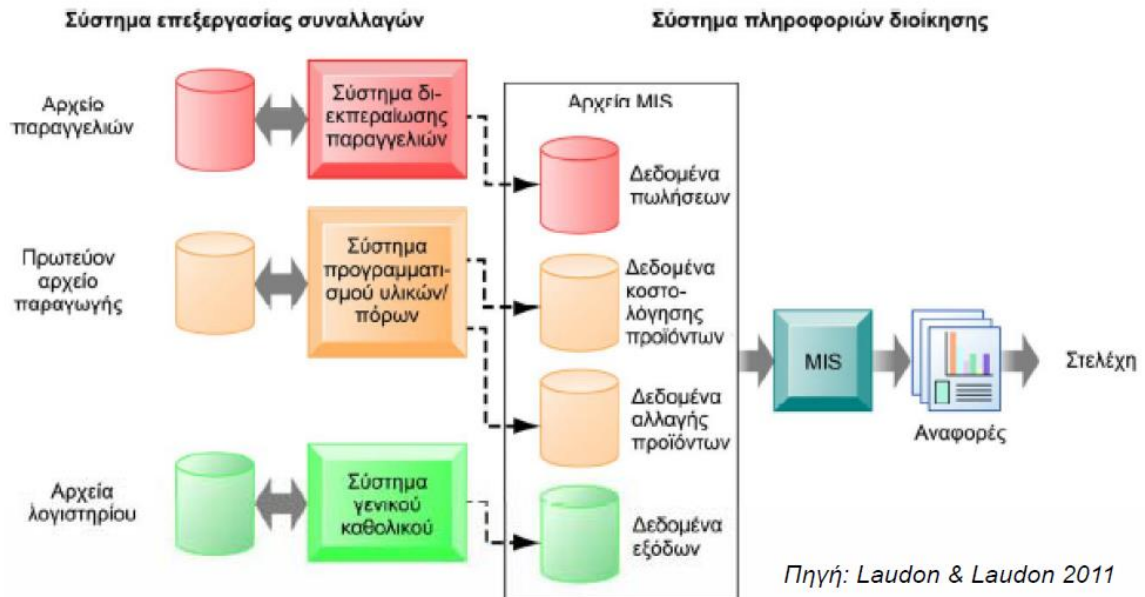 Σύστημα επεξεργασίας συναλλαγών
Σύστημα πληροφοριών διοίκησης
Αρχείο
παραγγελιών
Σύστημα δι-
εκπεραίωσης
παραγγελιών
Αρχεία MIS
Δεδομένα
πωλήσεων
Πρωτεύον
αρχείο
παραγωγής
Σύστημα
προγραμματι-
σμού υλικών/
πόρων
Δεδομένα
κοστο-
λόγησης
προϊόντων
MIS
Αναφορές
Στελέχη
Δεδομένα
αλλαγής
προϊόντων
Αρχεία
λογιστηρίου
Σύστημα
γενικού
καθολικού
Δεδομένα
εξόδων
Πηγή: Laudon & Laudon 2011